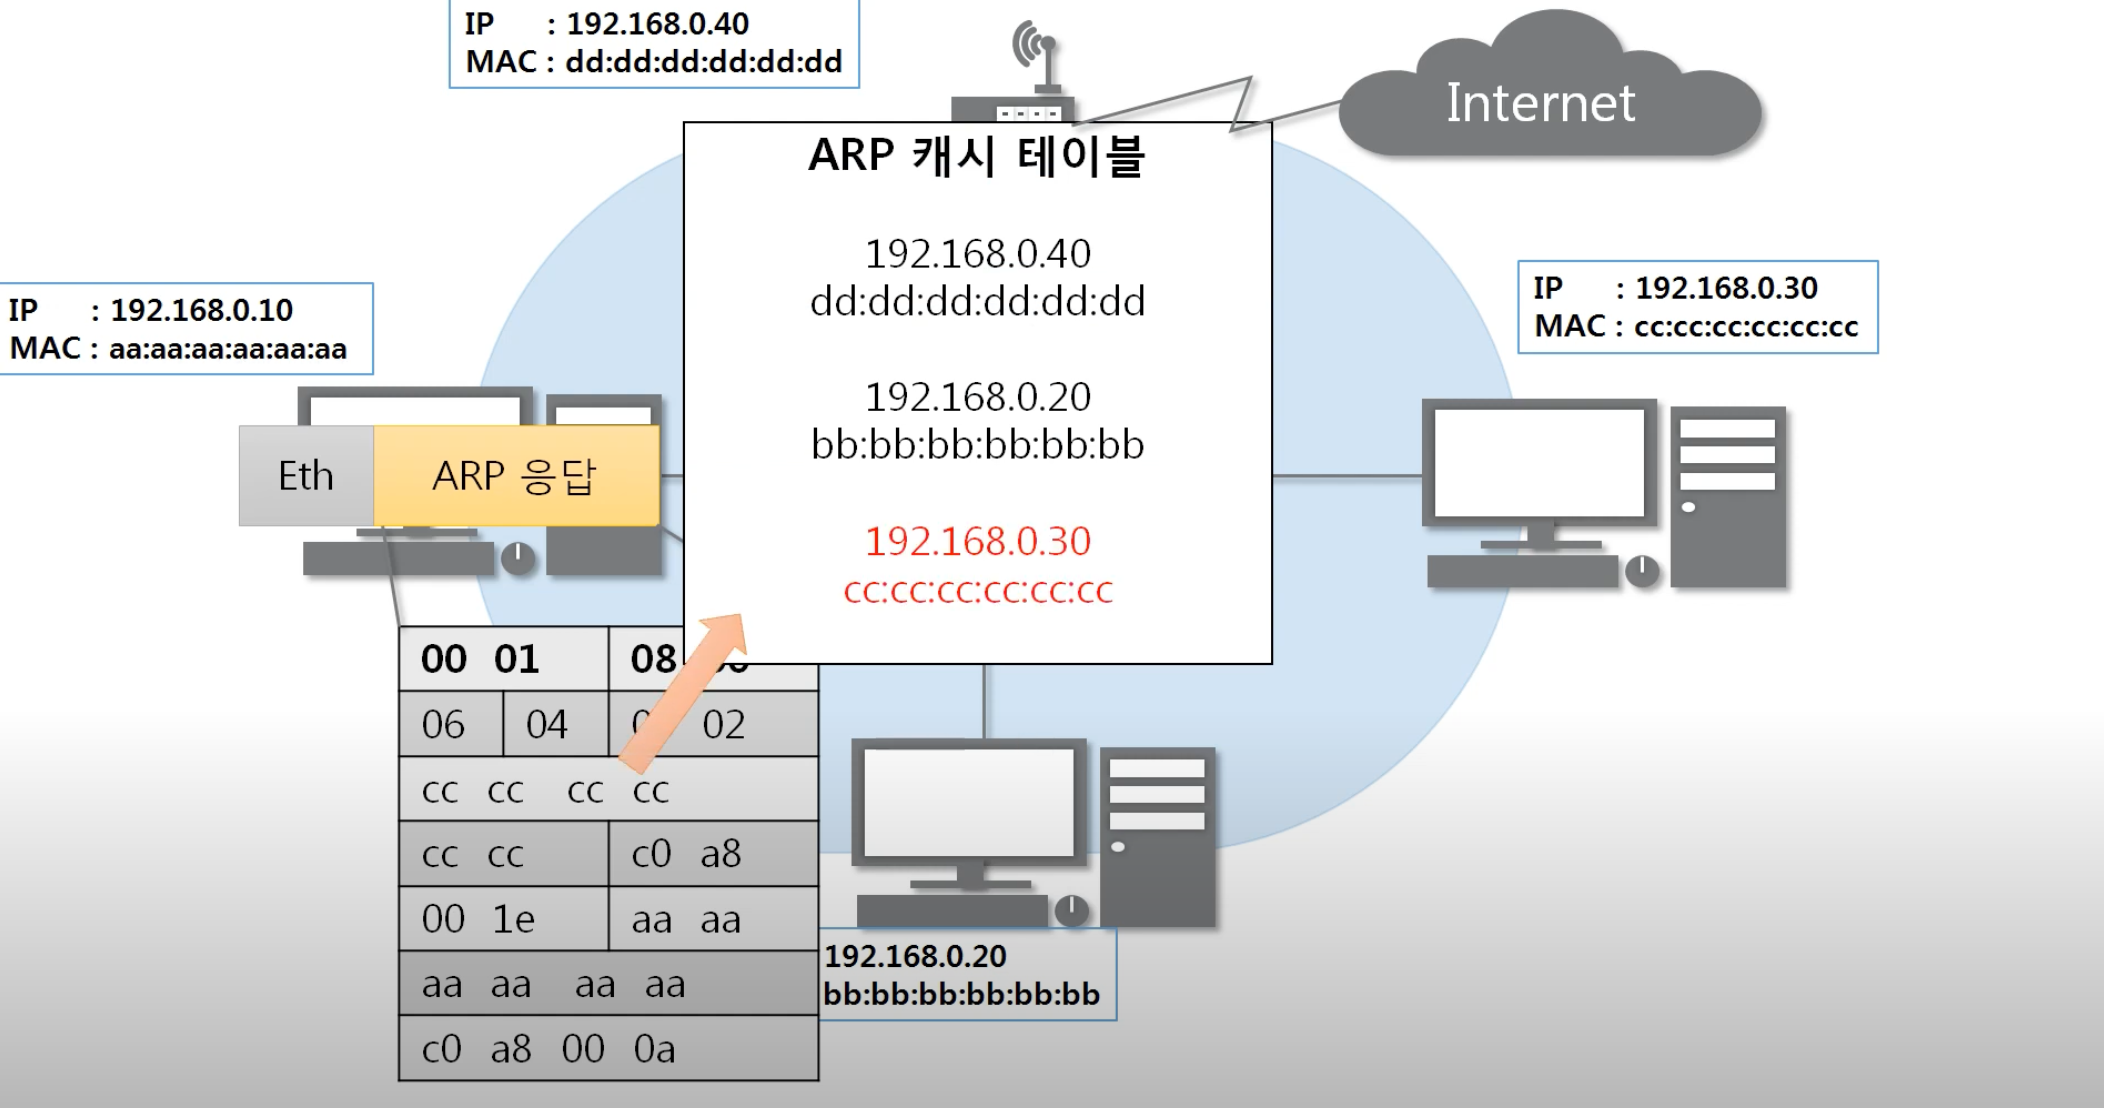 IP : 192.168.0.40
MAC : dd:dd:dd:dd:dd:dd
Internet
ARP 캐시 테이블
192.168.0.40
dd:dd:dd:dd:dd:dd
192.168.0.20
bb:bb:bb:bb:bb:bb
192.168.0.30
cc:cc:cc:cc:cc:cc
IP : 192.168.0.10
MAC : aa:aa:aa:aa:aa:aa
IP : 192.168.0.30
MAC : cc:cc:cc:cc:cc:cc
Eth ARP 응답
00 01 08
06 04 02
cc cc cc cc
cc cc c0 a8
00 1e aa aa
aa aa aa aa
c0 a8 00 0a
192.168.0.20
bb:bb:bb:bb:bb:bb